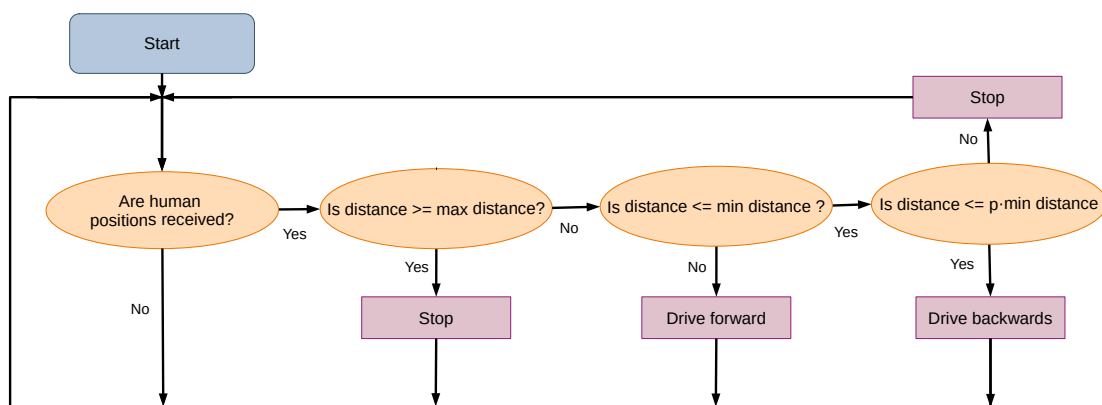 Start
Stop
No
Are human
positions received?
Yes
Is distance >= max distance?
No
Is distance <= min distance ?
Yes
Is distance <= p·min distance
No
Yes
Stop
No
Drive forward
Yes
Drive backwards